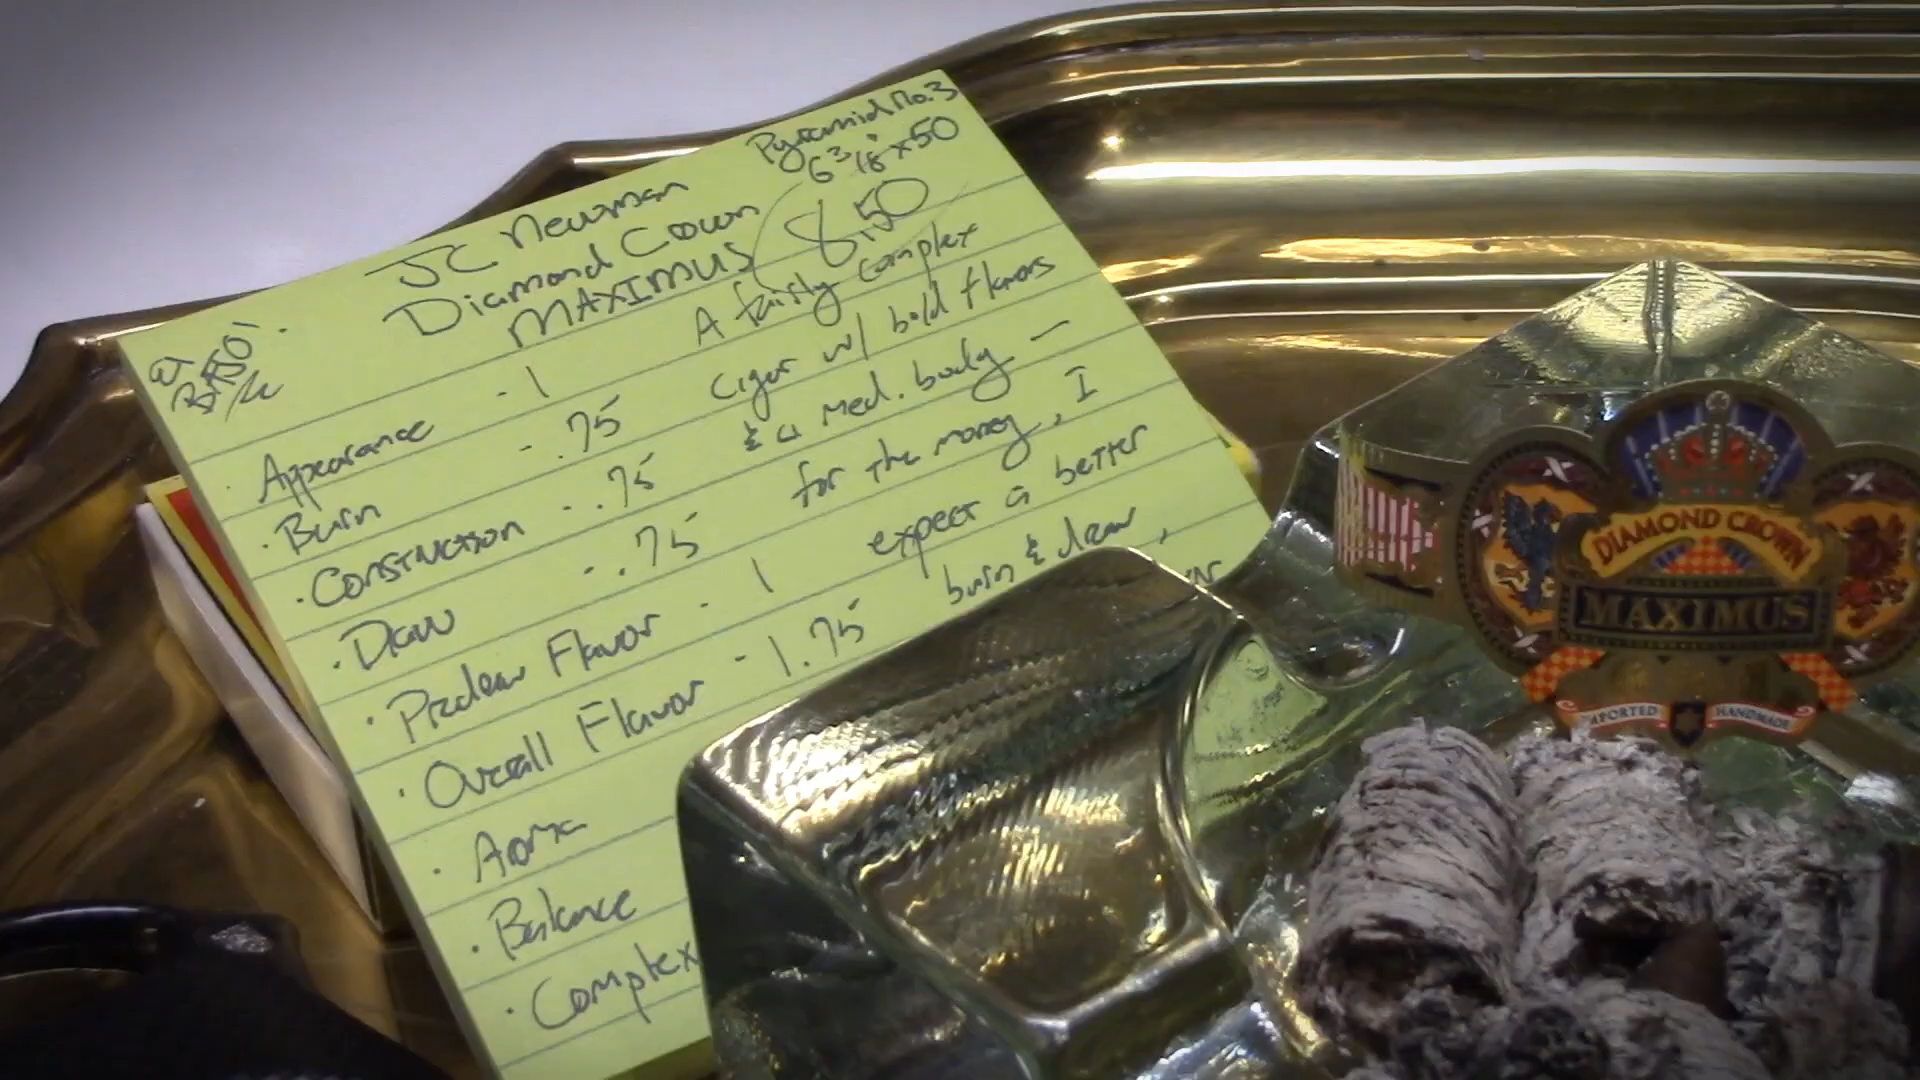 Pyramid No.3
6 3/8" x 50
JC Newman
Diamond Crown
MAXIMUS
8.50
Appearance - 1
Burn - .75
Construction - .75
Draw - .75
Predraw Flavor - 1
Overall Flavor - 1.75
Aroma
Balance
Complex
A fairly complex
cigar w/ bold flavors
& a med. body —
for the money, I
expect a better
burn & draw,
DIAMOND CROWN
MAXIMUS
IMPORTED HANDMADE